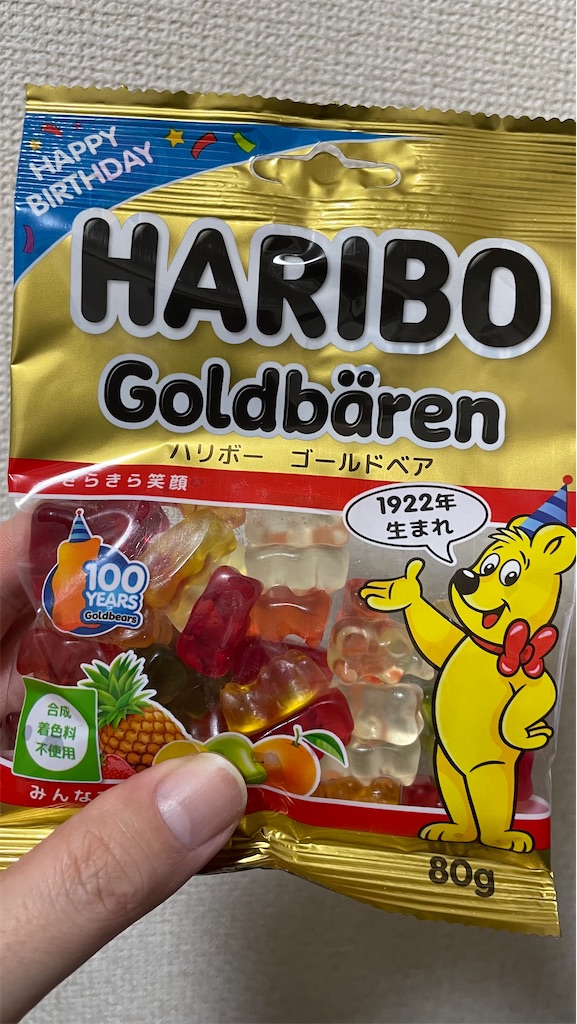 HAPPY
BIRTHDAY
HARIBO
Goldbären
ハリボー ゴールドベア
きらきら笑顔
1922年
生まれ
100
YEARS
Goldbears
合成
着色料
不使用
みんな
80g